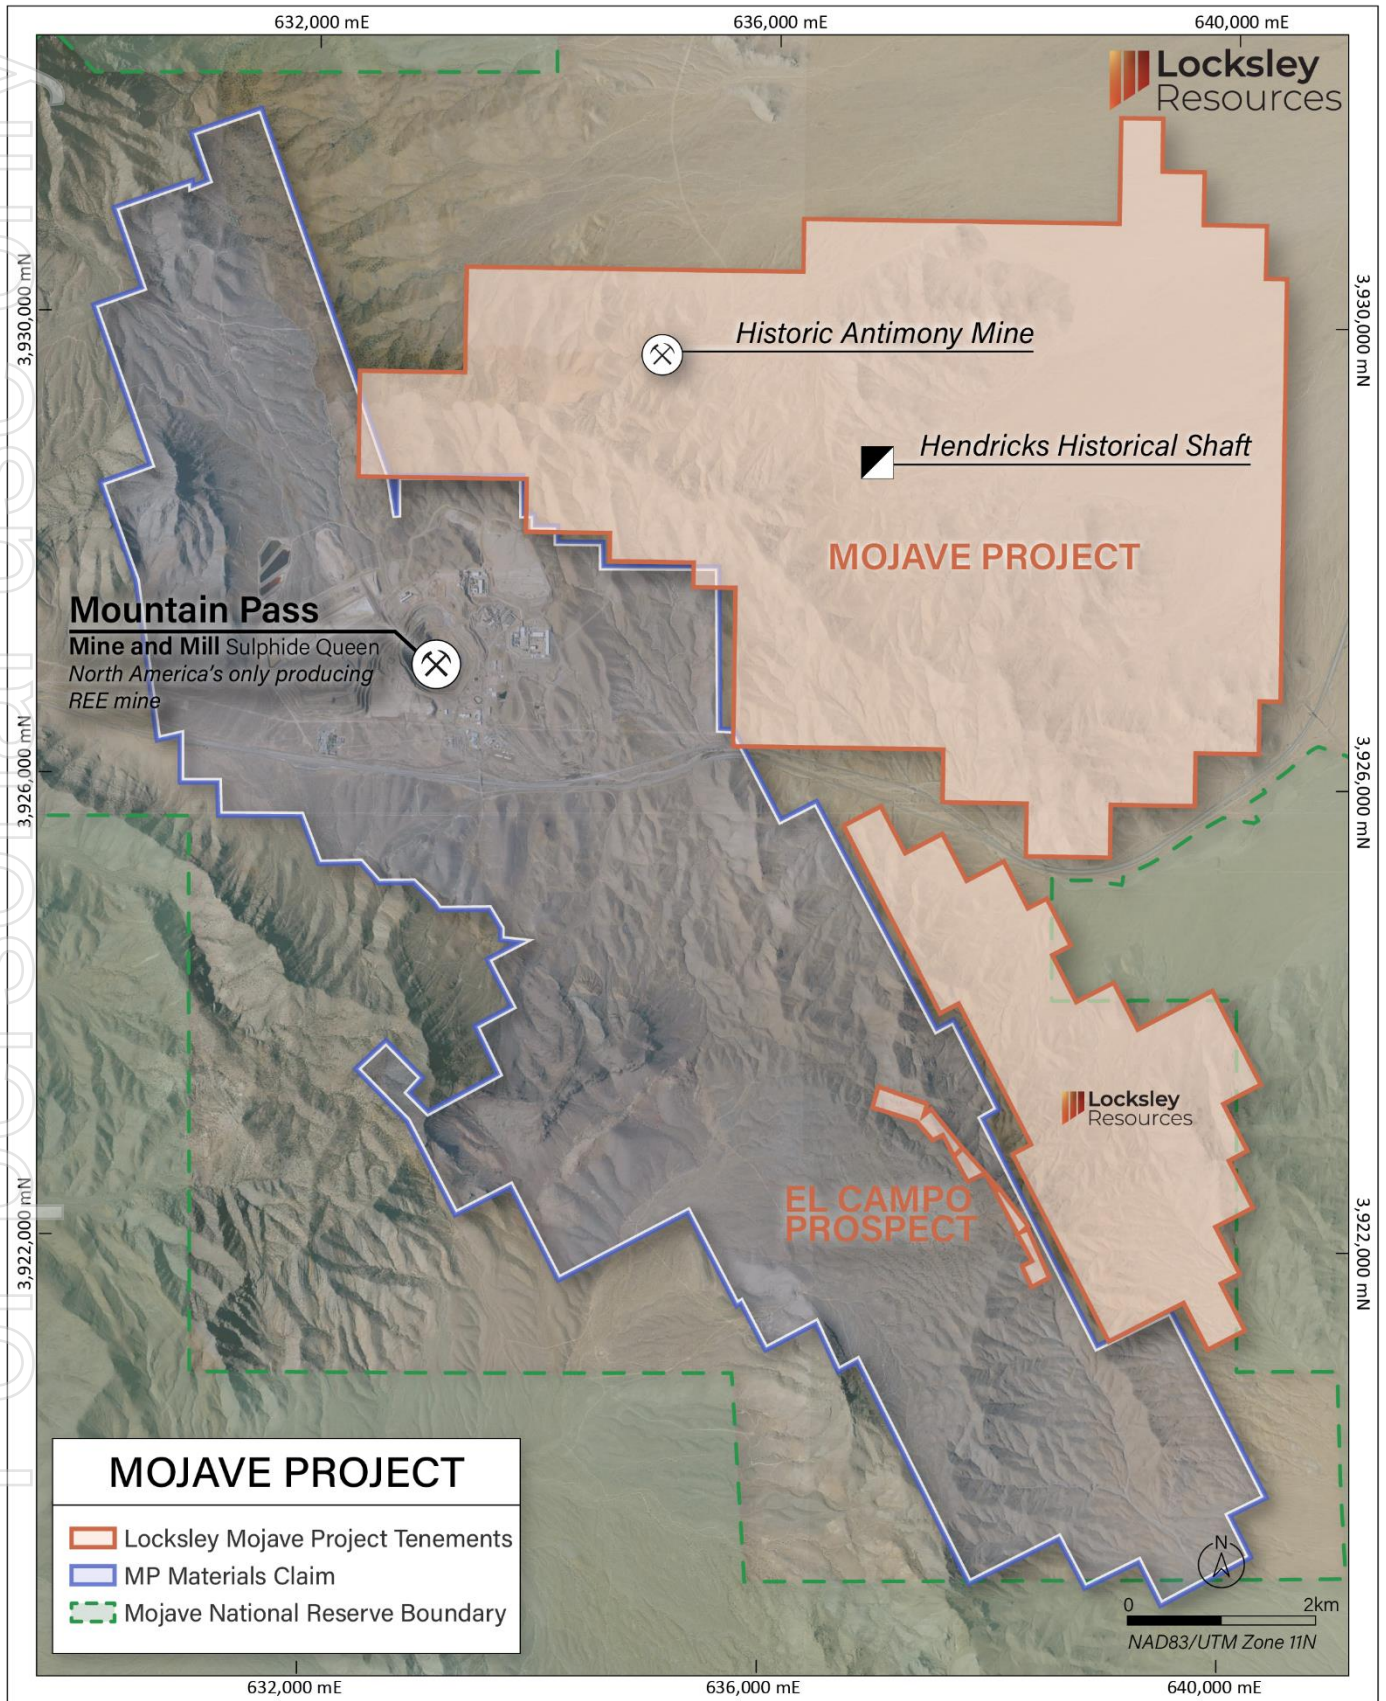 632,000 mE
636,000 mE
640,000 mE
Locksley
Resources
3,930,000 mN
3,930,000 mN
Historic Antimony Mine
Hendricks Historical Shaft
MOJAVE PROJECT
Mountain Pass
Mine and Mill Sulphide Queen
North America's only producing
REE mine
3,926,000 mN
3,926,000 mN
Locksley
Resources
EL CAMPO
PROSPECT
3,922,000 mN
3,922,000 mN
MOJAVE PROJECT
Locksley Mojave Project Tenements
MP Materials Claim
Mojave National Reserve Boundary
N
0 2km
NAD83/UTM Zone 11N
632,000 mE
636,000 mE
640,000 mE